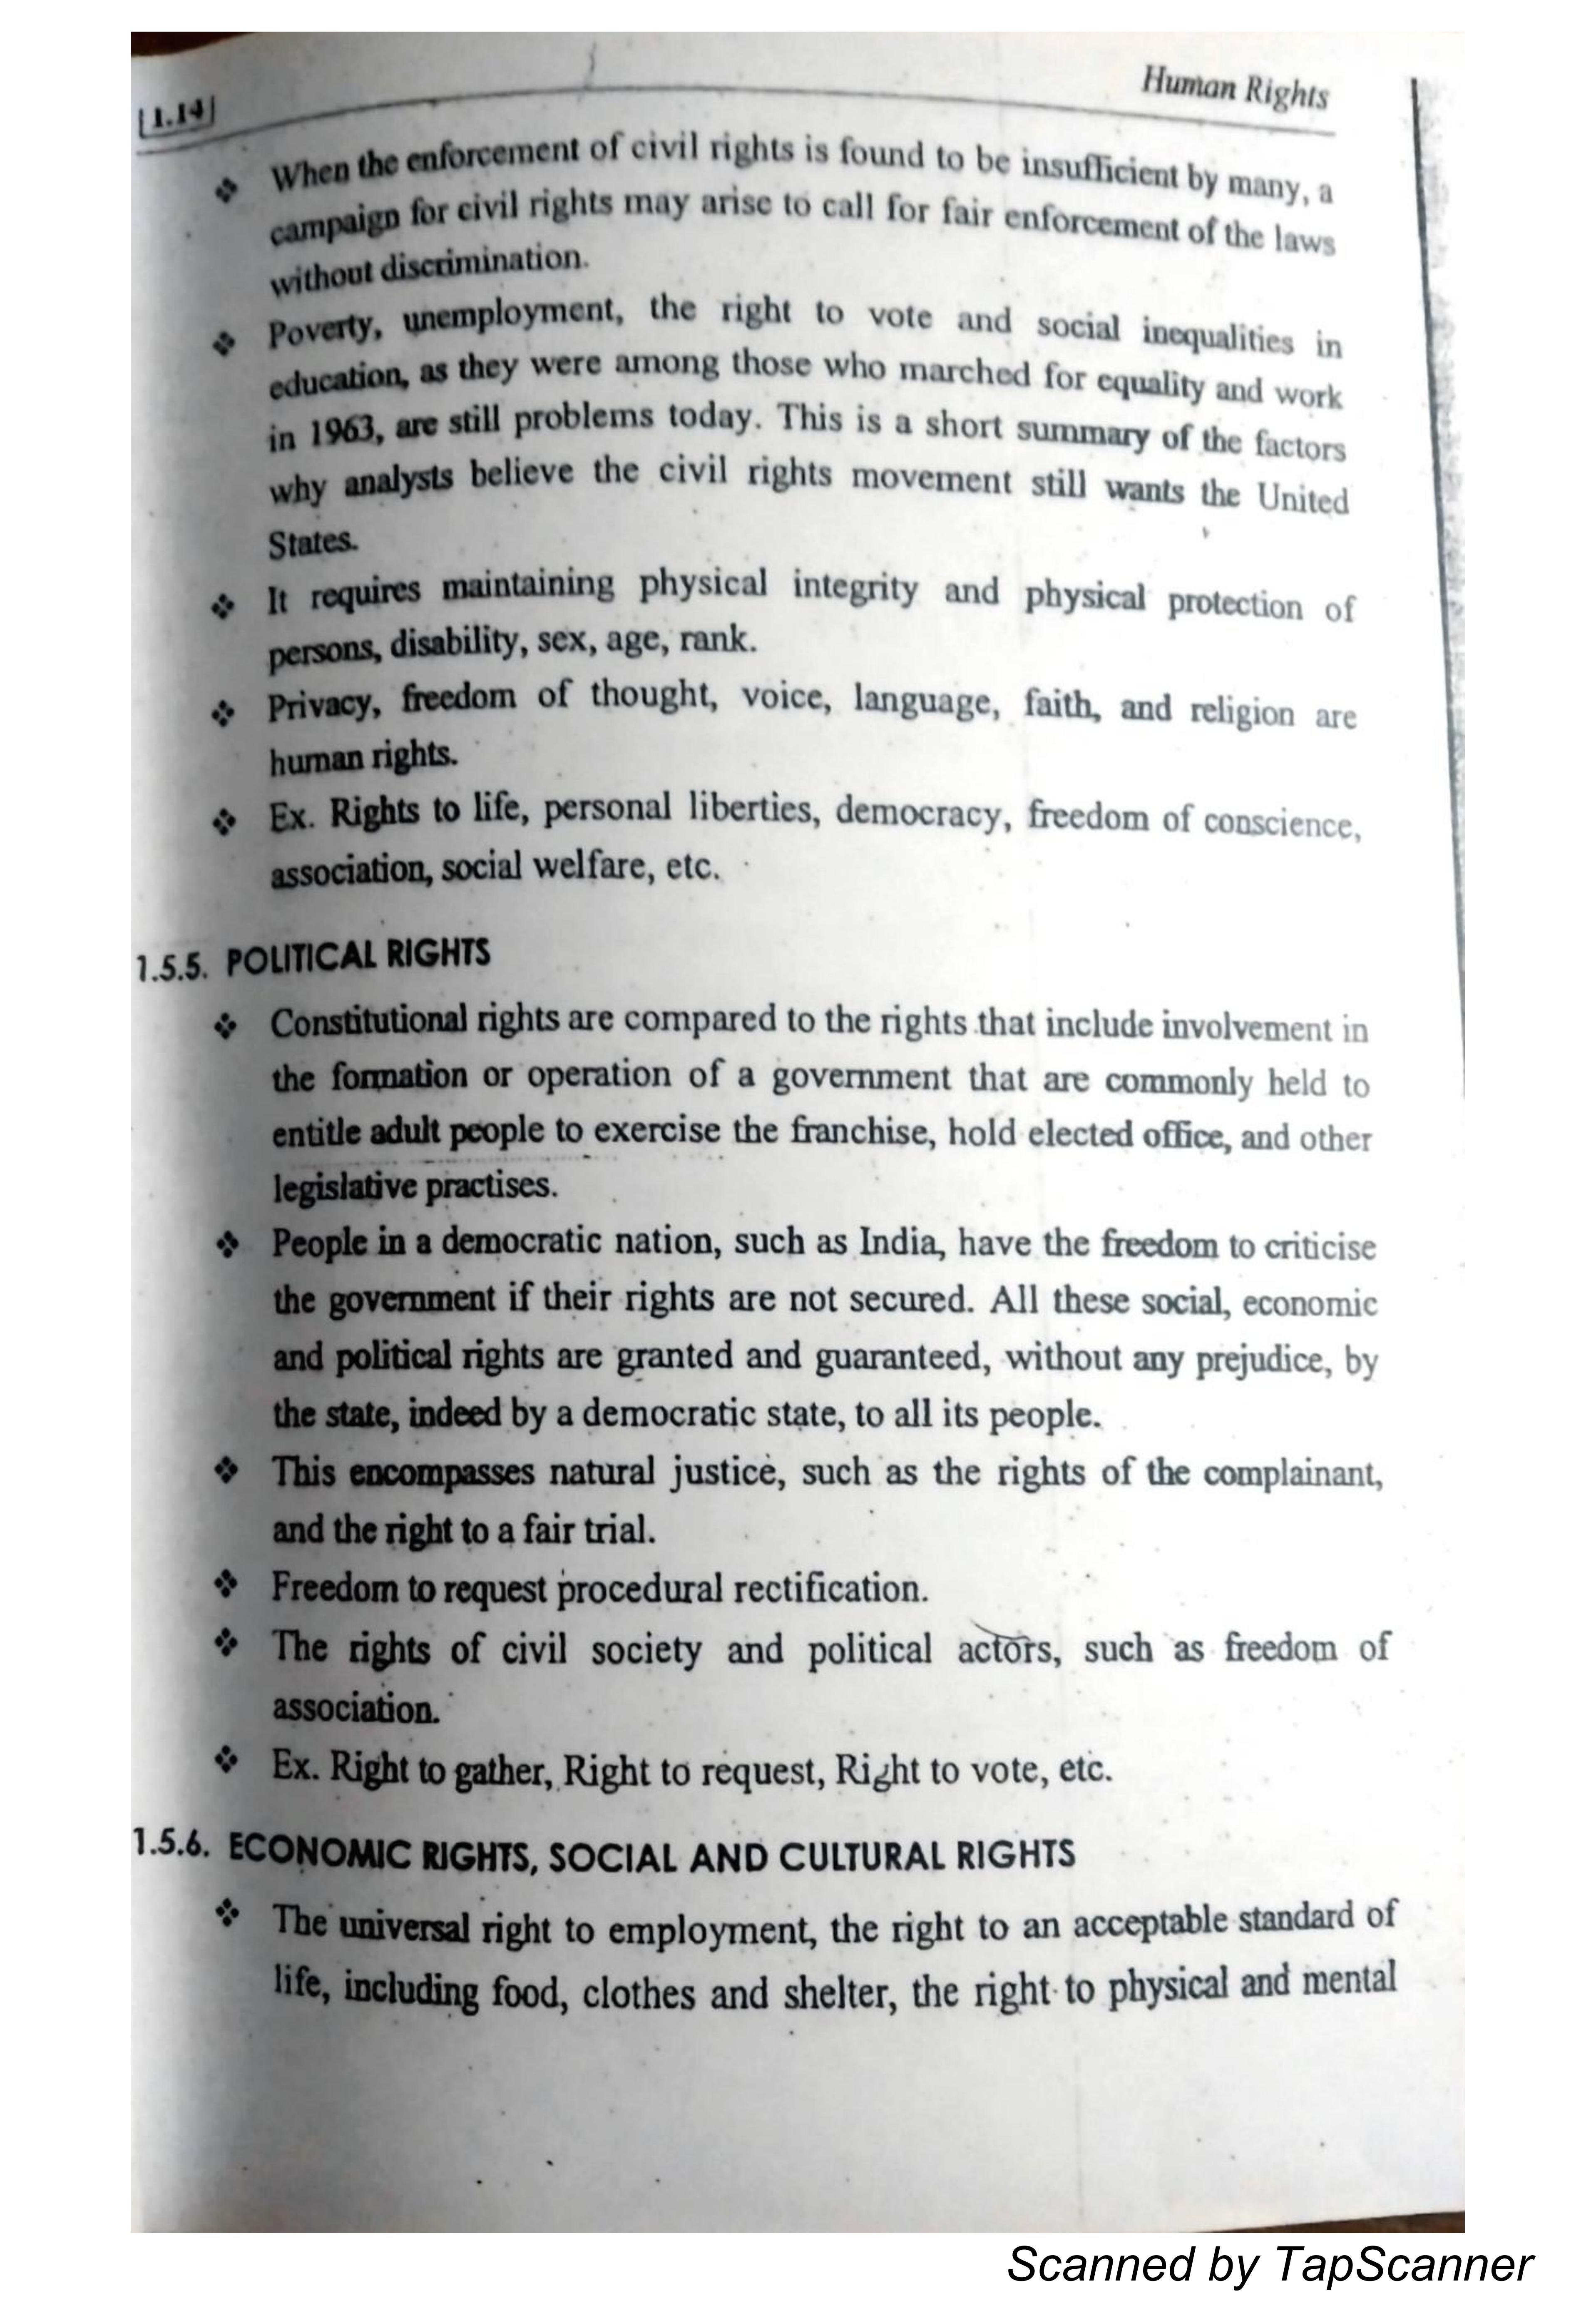 [1.14]
Human Rights
❖ When the enforcement of civil rights is found to be insufficient by many, a
campaign for civil rights may arise to call for fair enforcement of the laws
without discrimination.
❖ Poverty, unemployment, the right to vote and social inequalities in
education, as they were among those who marched for equality and work
in 1963, are still problems today. This is a short summary of the factors
why analysts believe the civil rights movement still wants the United
States.
❖ It requires maintaining physical integrity and physical protection of
persons, disability, sex, age, rank.
❖ Privacy, freedom of thought, voice, language, faith, and religion are
human rights.
❖ Ex. Rights to life, personal liberties, democracy, freedom of conscience,
association, social welfare, etc.
1.5.5. POLITICAL RIGHTS
❖ Constitutional rights are compared to the rights that include involvement in
the formation or operation of a government that are commonly held to
entitle adult people to exercise the franchise, hold elected office, and other
legislative practises.
❖ People in a democratic nation, such as India, have the freedom to criticise
the government if their rights are not secured. All these social, economic
and political rights are granted and guaranteed, without any prejudice, by
the state, indeed by a democratic state, to all its people.
❖ This encompasses natural justice, such as the rights of the complainant,
and the right to a fair trial.
❖ Freedom to request procedural rectification.
❖ The rights of civil society and political actors, such as freedom of
association.
❖ Ex. Right to gather, Right to request, Right to vote, etc.
1.5.6. ECONOMIC RIGHTS, SOCIAL AND CULTURAL RIGHTS
❖ The universal right to employment, the right to an acceptable standard of
life, including food, clothes and shelter, the right to physical and mental
Scanned by TapScanner